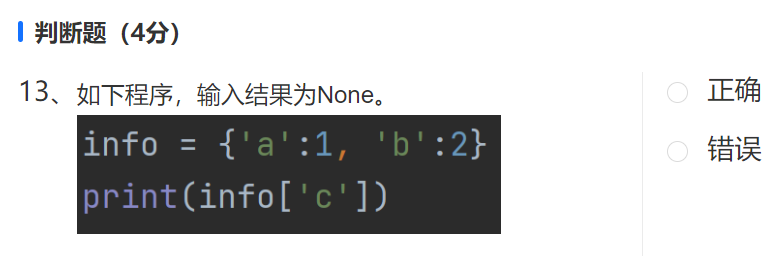 判断题（4分）
13、如下程序，输入结果为None。
info = {'a':1, 'b':2}
print(info['c'])
正确
错误